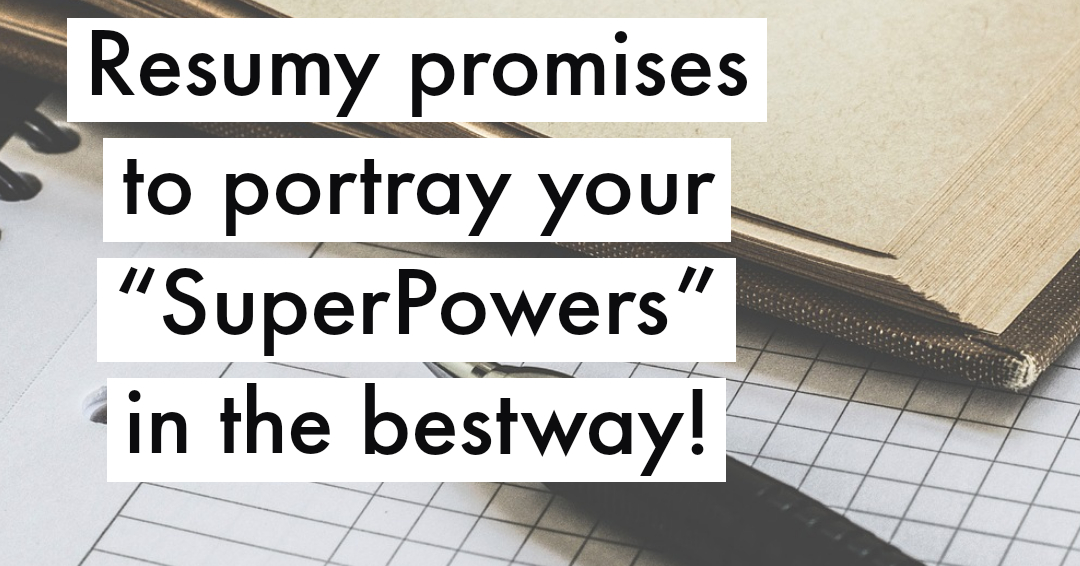 Resumy promises
to portray your
“SuperPowers”
in the bestway!